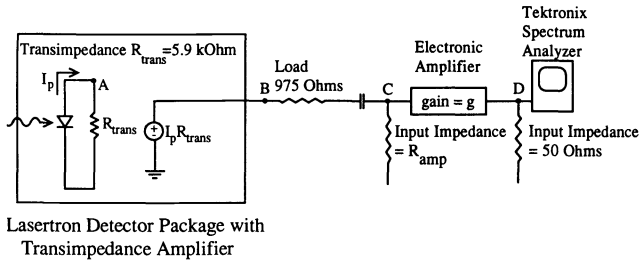 Tektronix
Spectrum
Analyzer
Transimpedance R_trans=5.9 kOhm
I_p
A
R_trans
I_pR_trans
Load
B 975 Ohms
Electronic
Amplifier
C
gain = g
D
Input Impedance
= R_amp
Input Impedance
= 50 Ohms
Lasertron Detector Package with
Transimpedance Amplifier